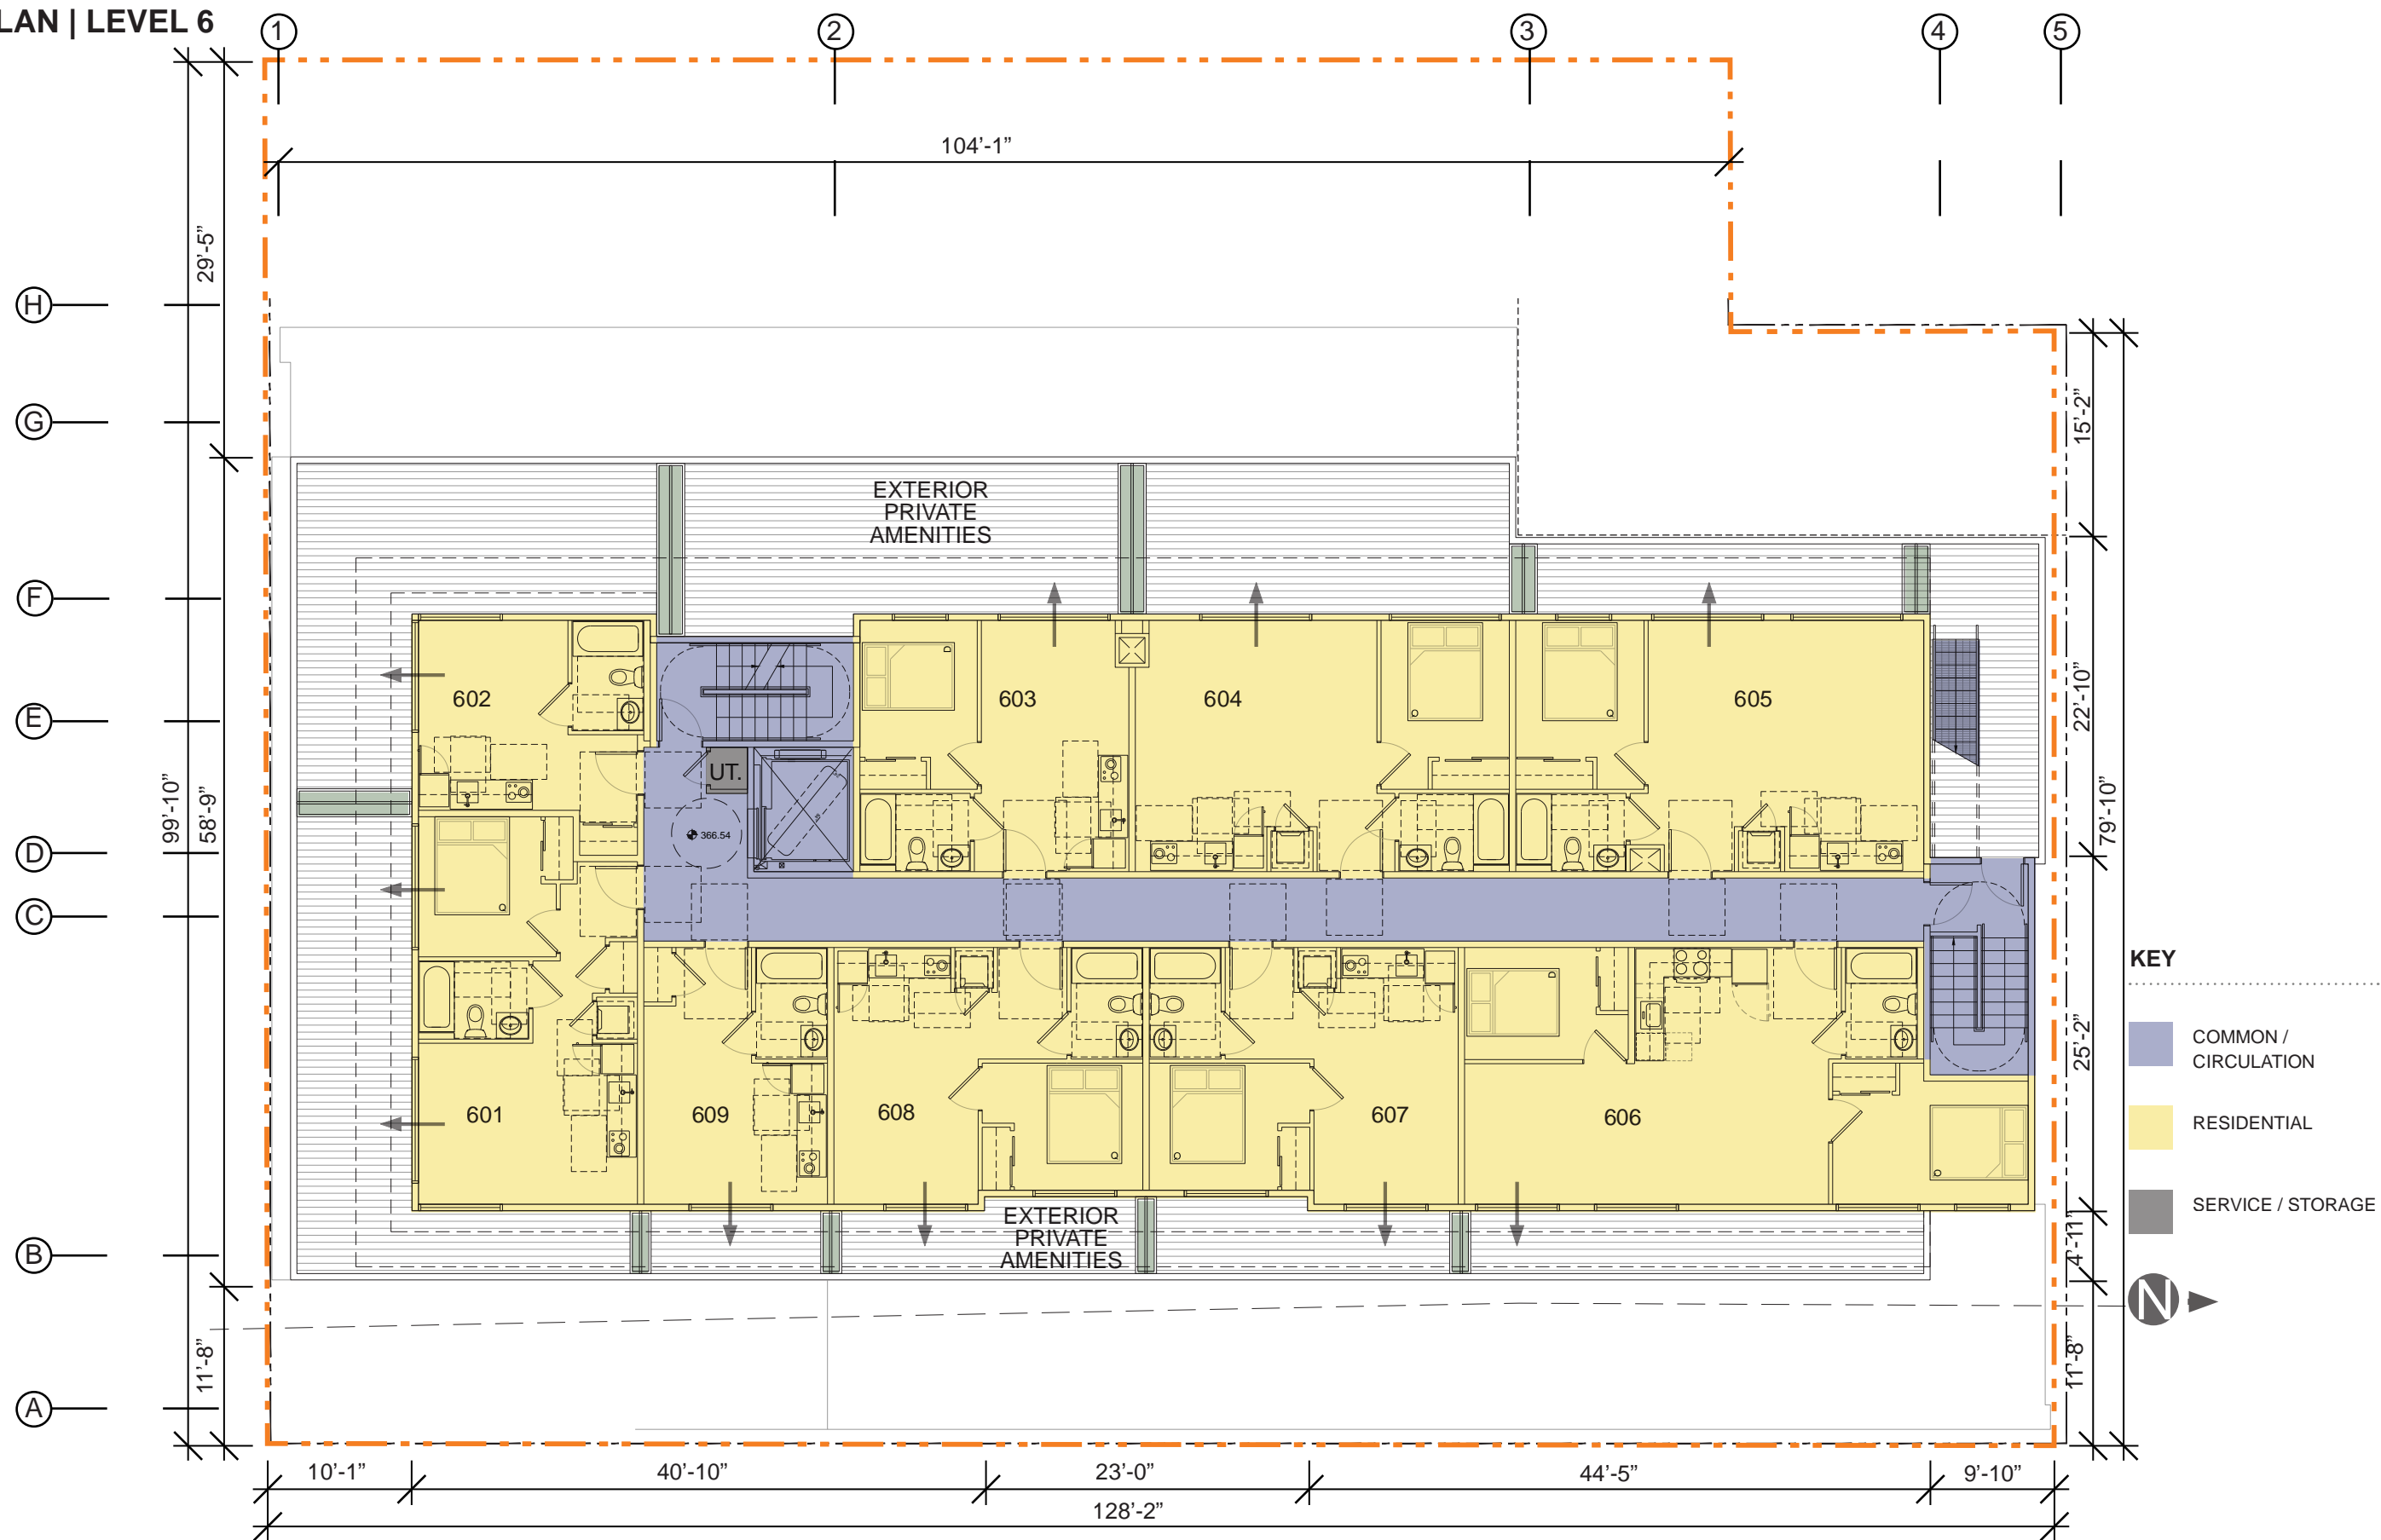 LAN | LEVEL 6
1
2
3
4
5
104’-1”
29’-5”
H
G
F
E
D
C
B
A
99’-10”
58’-9”
11’-8”
15’-2”
22’-10”
79’-10”
25’-2”
4’-11”
11’-8”
EXTERIOR
PRIVATE
AMENITIES
602
603
604
605
UT.
366.54
601
609
608
607
606
EXTERIOR
PRIVATE
AMENITIES
KEY
COMMON /
CIRCULATION
RESIDENTIAL
SERVICE / STORAGE
N
10’-1”
40’-10”
23’-0”
44’-5”
9’-10”
128’-2”